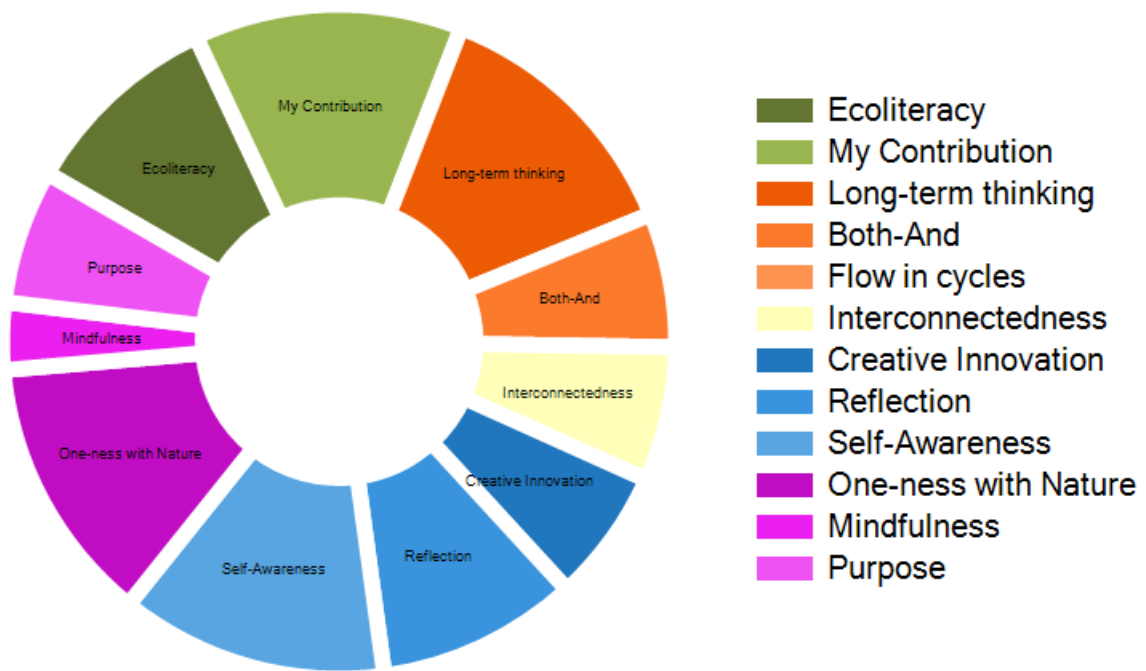 My Contribution
Ecoliteracy
Long-term thinking
Purpose
Both-And
Mindfulness
Interconnectedness
One-ness with Nature
Creative Innovation
Reflection
Self-Awareness
Ecoliteracy
My Contribution
Long-term thinking
Both-And
Flow in cycles
Interconnectedness
Creative Innovation
Reflection
Self-Awareness
One-ness with Nature
Mindfulness
Purpose